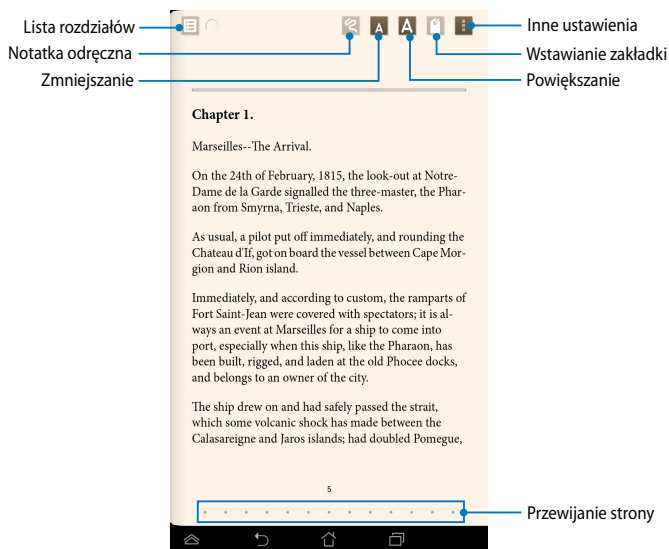 Lista rozdziałów
Notatka odręczna
Zmniejszanie
A A
Inne ustawienia
Wstawianie zakładki
Powiększanie
Chapter 1.
Marseilles--The Arrival.
On the 24th of February, 1815, the look-out at Notre-
Dame de la Garde signalled the three-master, the Phar-
aon from Smyrna, Trieste, and Naples.
As usual, a pilot put off immediately, and rounding the
Chateau d'If, got on board the vessel between Cape Mor-
gion and Rion island.
Immediately, and according to custom, the ramparts of
Fort Saint-Jean were covered with spectators; it is al-
ways an event at Marseilles for a ship to come into
port, especially when this ship, like the Pharaon, has
been built, rigged, and laden at the old Phocee docks,
and belongs to an owner of the city.
The ship drew on and had safely passed the strait,
which some volcanic shock has made between the
Calasareigne and Jaros islands; had doubled Pomegue,
5
Przewijanie strony